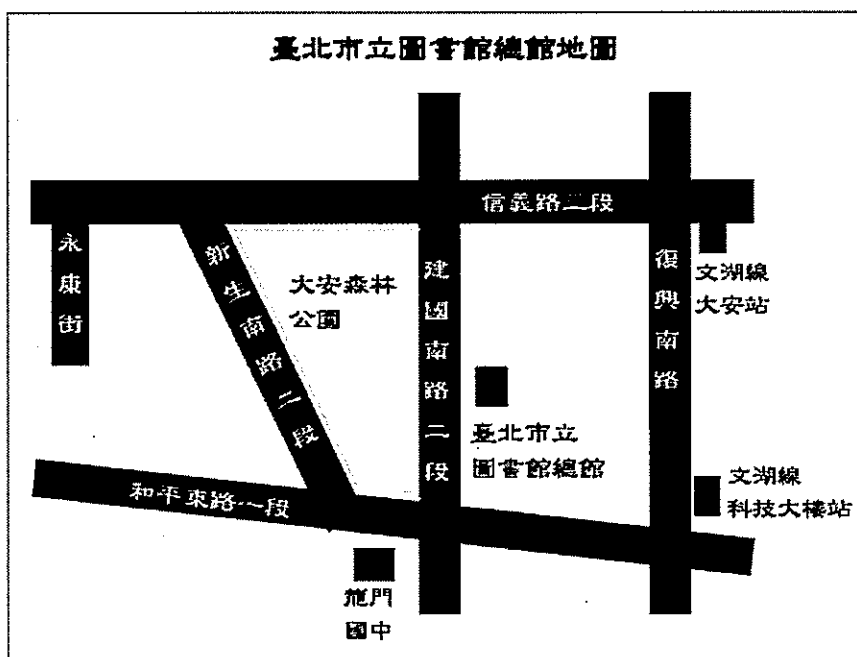 臺北市立圖書館總館地圖
信義路三段
永康街
新生南路二段
大安森林
公園
建國南路二段
復興南路
文湖線
大安站
臺北市立
圖書館總館
文湖線
科技大樓站
和平東路一段
龍門
國中